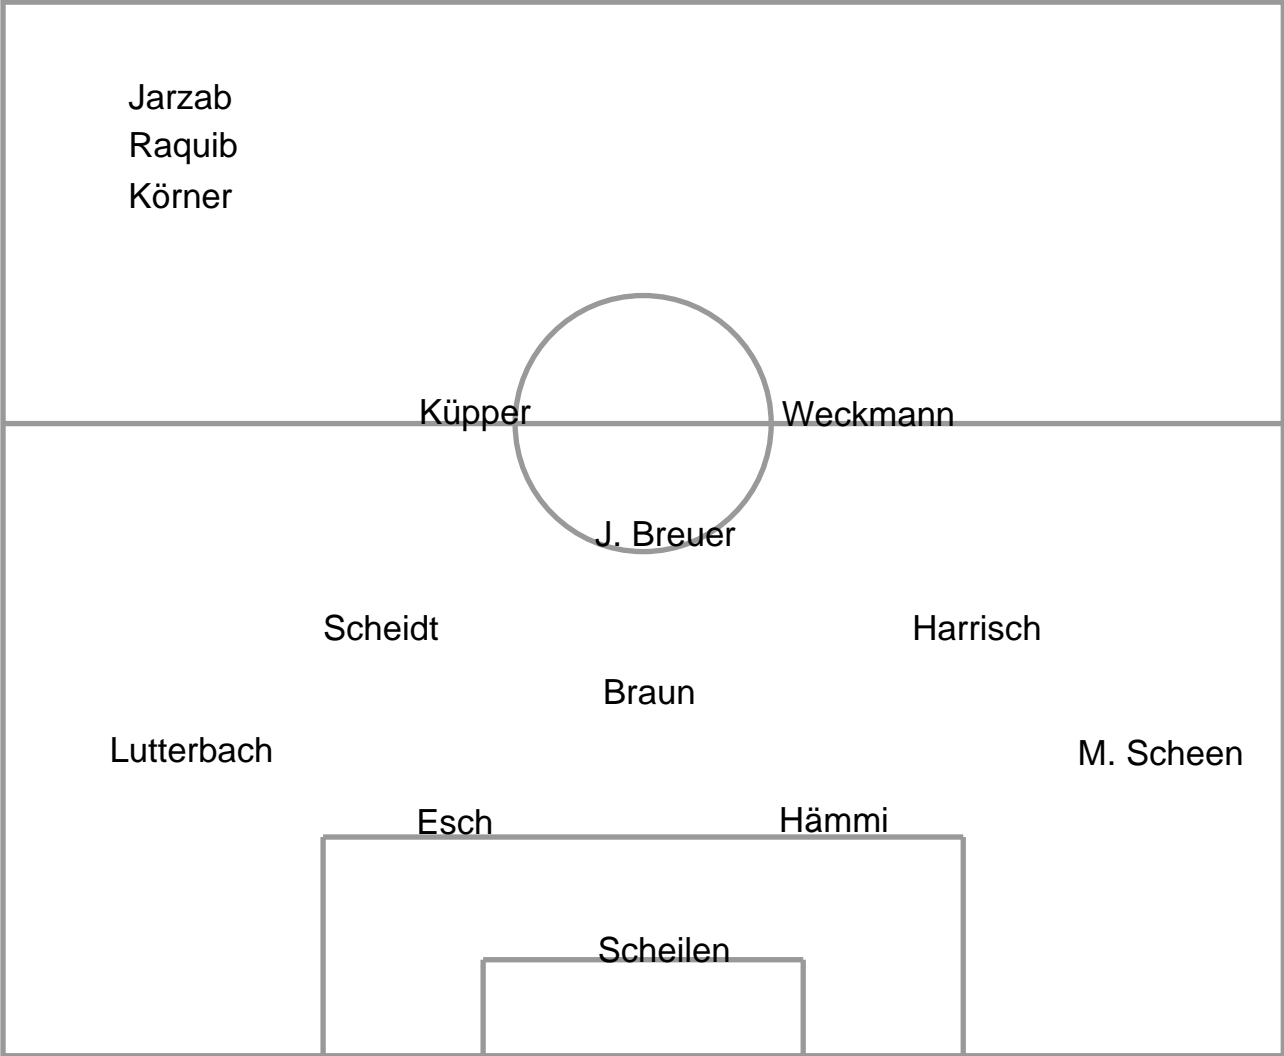 Jarzab
Raquib
Körner
Küpper
Weckmann
J. Breuer
Scheidt
Harrisch
Braun
Lutterbach
M. Scheen
Esch
Hämmi
Scheilen